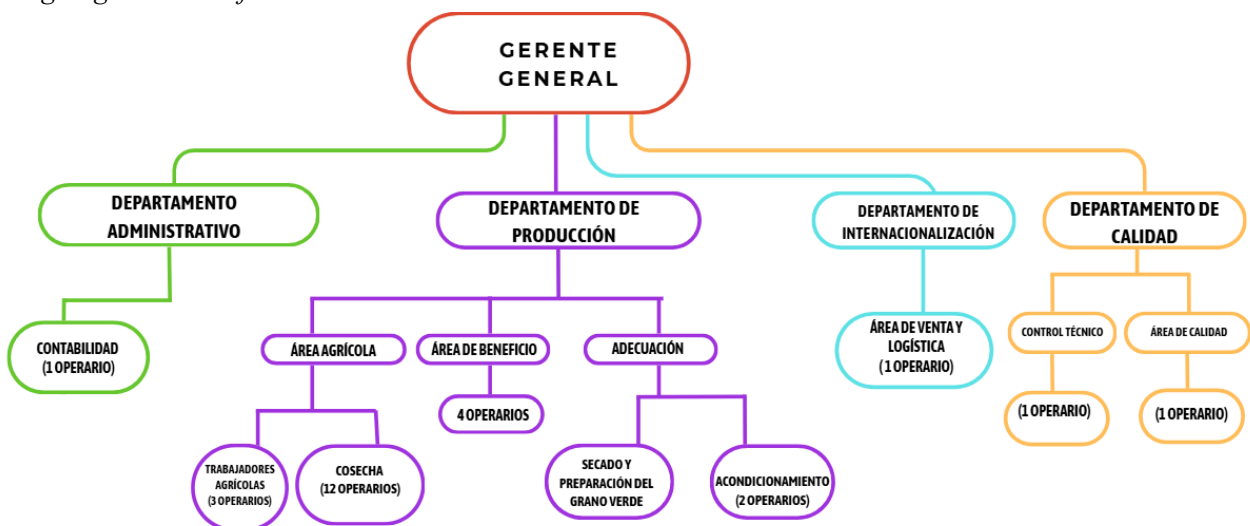 GERENTE
GENERAL
DEPARTAMENTO
ADMINISTRATIVO
DEPARTAMENTO DE
PRODUCCIÓN
DEPARTAMENTO DE
INTERNACIONALIZACIÓN
DEPARTAMENTO DE
CALIDAD
CONTABILIDAD
(1 OPERARIO)
ÁREA AGRÍCOLA
ÁREA DE BENEFICIO
ADECUACIÓN
ÁREA DE VENTA Y
LOGÍSTICA
( 1 OPERARIO)
CONTROL TÉCNICO
ÁREA DE CALIDAD
4 OPERARIOS
(1 OPERARIO)
(1 OPERARIO)
TRABAJADORES
AGRÍCOLAS
(3 OPERARIOS)
COSECHA
(12 OPERARIOS)
SECADO Y
PREPARACIÓN DEL
GRANO VERDE
ACONDICIONAMIENTO
(2 OPERARIOS)